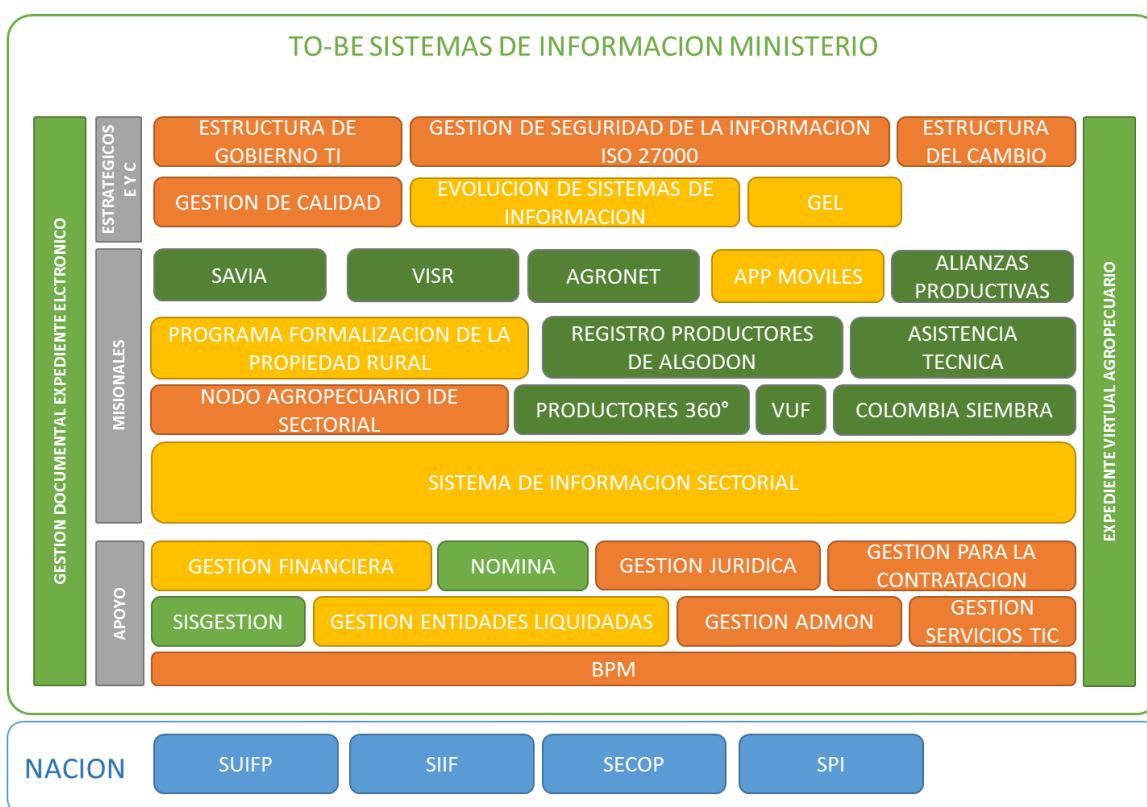 TO-BE SISTEMAS DE INFORMACION MINISTERIO
GESTION DOCUMENTAL EXPEDIENTE ELCTRONICO
ESTRATEGICOS
E Y C
ESTRUCTURA DE
GOBIERNO TI
GESTION DE SEGURIDAD DE LA INFORMACION
ISO 27000
ESTRUCTURA
DEL CAMBIO
GESTION DE CALIDAD
EVOLUCION DE SISTEMAS DE
INFORMACION
GEL
MISIONALES
SAVIA
VISR
AGRONET
APP MOVILES
ALIANZAS
PRODUCTIVAS
PROGRAMA FORMALIZACION DE LA
PROPIEDAD RURAL
REGISTRO PRODUCTORES
DE ALGODON
ASISTENCIA
TECNICA
NODO AGROPECUARIO IDE
SECTORIAL
PRODUCTORES 360°
VUF
COLOMBIA SIEMBRA
SISTEMA DE INFORMACION SECTORIAL
APOYO
GESTION FINANCIERA
NOMINA
GESTION JURIDICA
GESTION PARA LA
CONTRATACION
SISGESTION
GESTION ENTIDADES LIQUIDADAS
GESTION ADMON
GESTION
SERVICIOS TIC
BPM
EXPEDIENTE VIRTUAL AGROPECUARIO
NACION
SUIFP
SIIF
SECOP
SPI